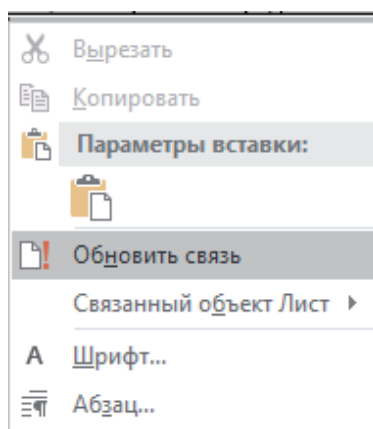 Вырезать
Копировать
Параметры вставки:
Обновить связь
Связанный объект Лист
А Шрифт...
Абзац...